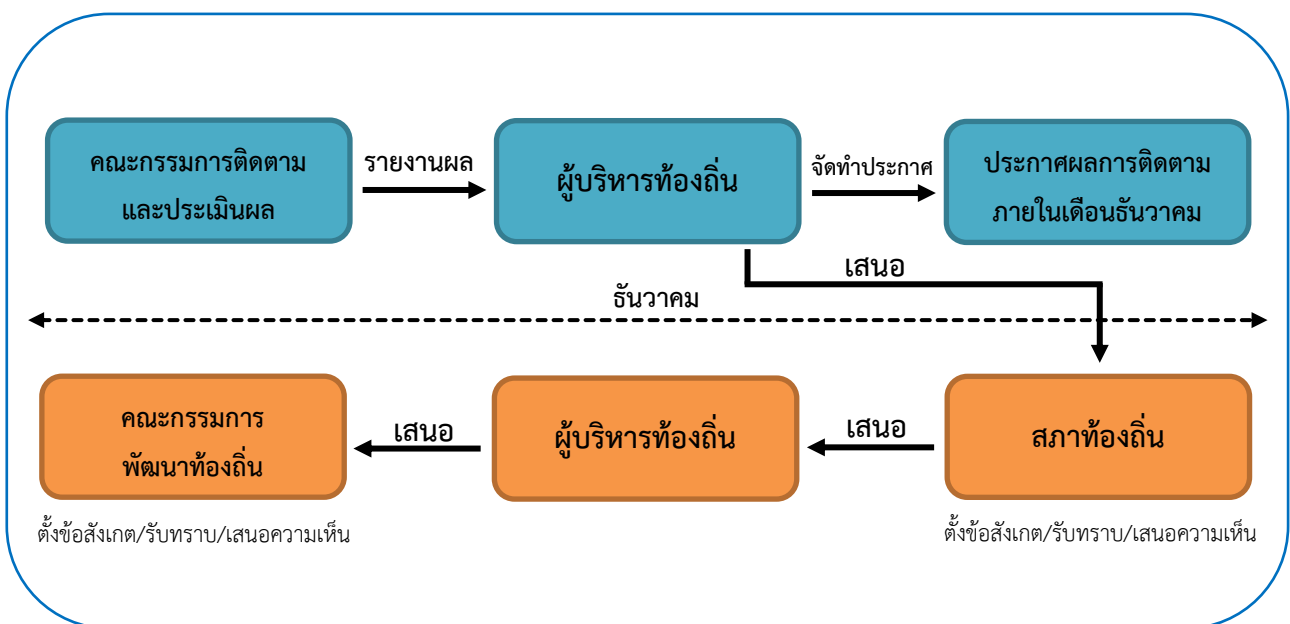 คณะกรรมการติดตาม
และประเมินผล
รายงานผล
ผู้บริหารท้องถิ่น
จัดทำประกาศ
ประกาศผลการติดตาม
ภายในเดือนธันวาคม
เสนอ
ธันวาคม
คณะกรรมการ
พัฒนาท้องถิ่น
เสนอ
ผู้บริหารท้องถิ่น
เสนอ
สภาท้องถิ่น
ตั้งข้อสังเกต/รับทราบ/เสนอความเห็น
ตั้งข้อสังเกต/รับทราบ/เสนอความเห็น